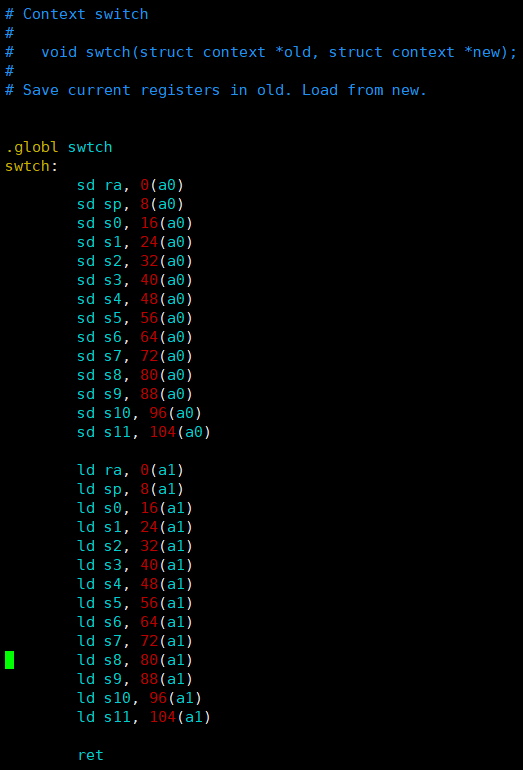 # Context switch
#
#   void swtch(struct context *old, struct context *new);
#
# Save current registers in old. Load from new.
.globl swtch
swtch:
        sd ra, 0(a0)
        sd sp, 8(a0)
        sd s0, 16(a0)
        sd s1, 24(a0)
        sd s2, 32(a0)
        sd s3, 40(a0)
        sd s4, 48(a0)
        sd s5, 56(a0)
        sd s6, 64(a0)
        sd s7, 72(a0)
        sd s8, 80(a0)
        sd s9, 88(a0)
        sd s10, 96(a0)
        sd s11, 104(a0)
        ld ra, 0(a1)
        ld sp, 8(a1)
        ld s0, 16(a1)
        ld s1, 24(a1)
        ld s2, 32(a1)
        ld s3, 40(a1)
        ld s4, 48(a1)
        ld s5, 56(a1)
        ld s6, 64(a1)
        ld s7, 72(a1)
        ld s8, 80(a1)
        ld s9, 88(a1)
        ld s10, 96(a1)
        ld s11, 104(a1)
        ret